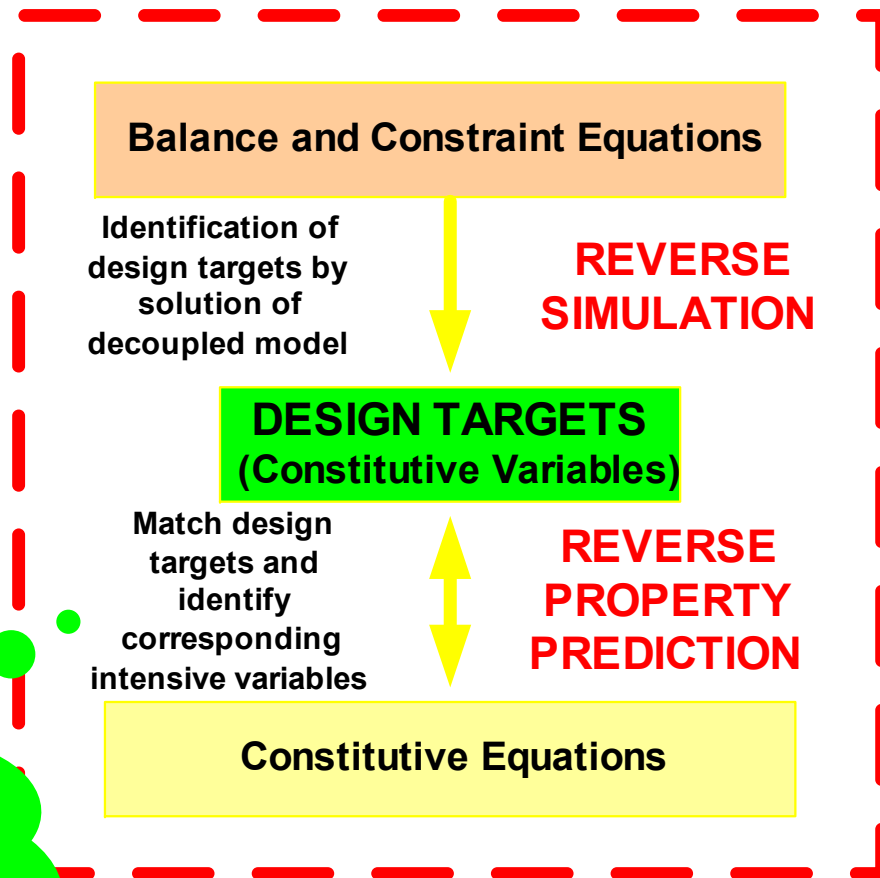 Balance and Constraint Equations
Identification of
design targets by
solution of
decoupled model
REVERSE
SIMULATION
DESIGN TARGETS
(Constitutive Variables)
Match design
targets and
identify
corresponding
intensive variables
REVERSE
PROPERTY
PREDICTION
Constitutive Equations